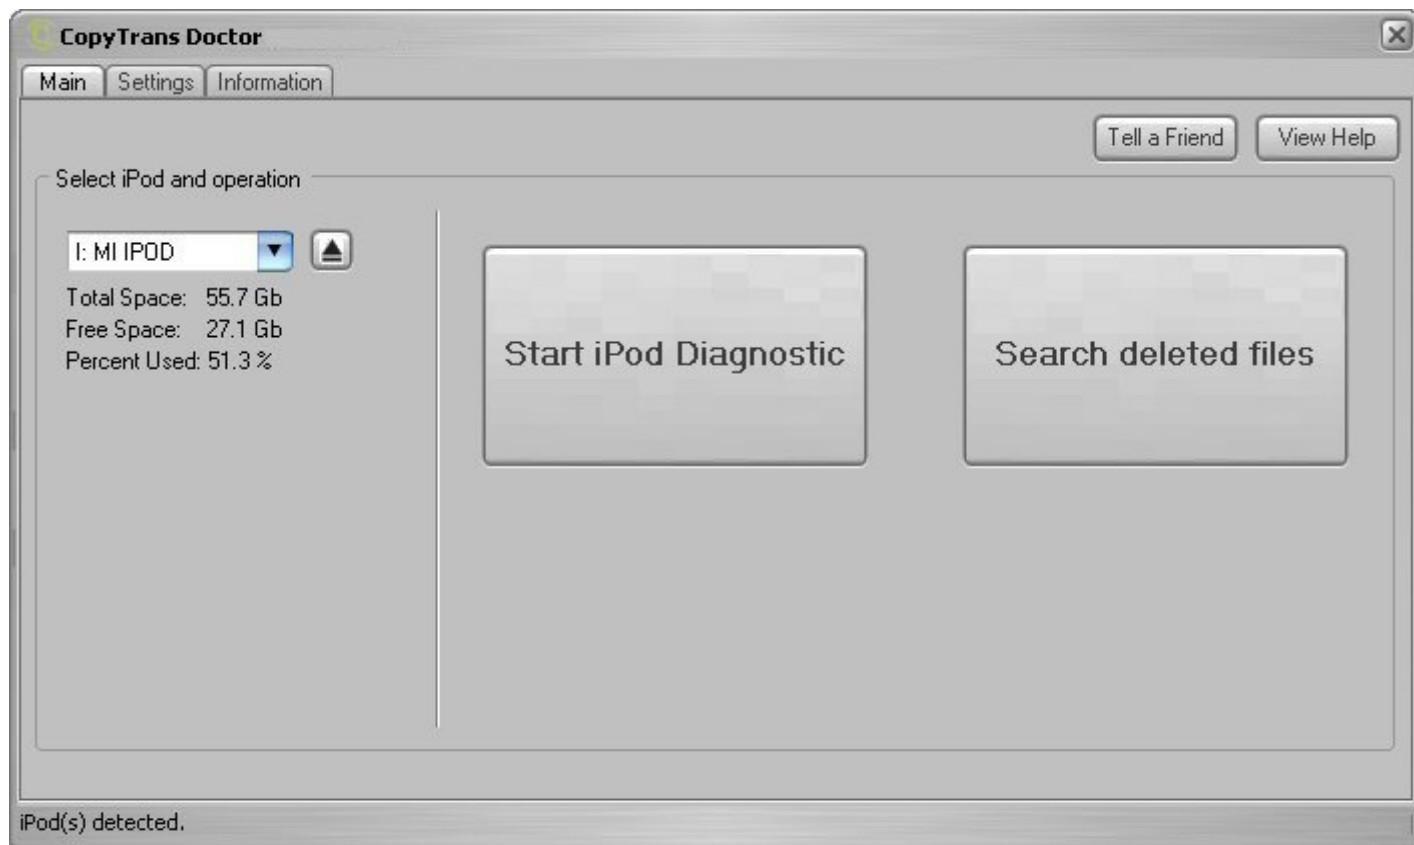 CopyTrans Doctor
Main Settings Information
Tell a Friend View Help
Select iPod and operation
I: MI IPOD
Total Space: 55.7 Gb
Free Space: 27.1 Gb
Percent Used: 51.3 %
Start iPod Diagnostic Search deleted files
iPod(s) detected.